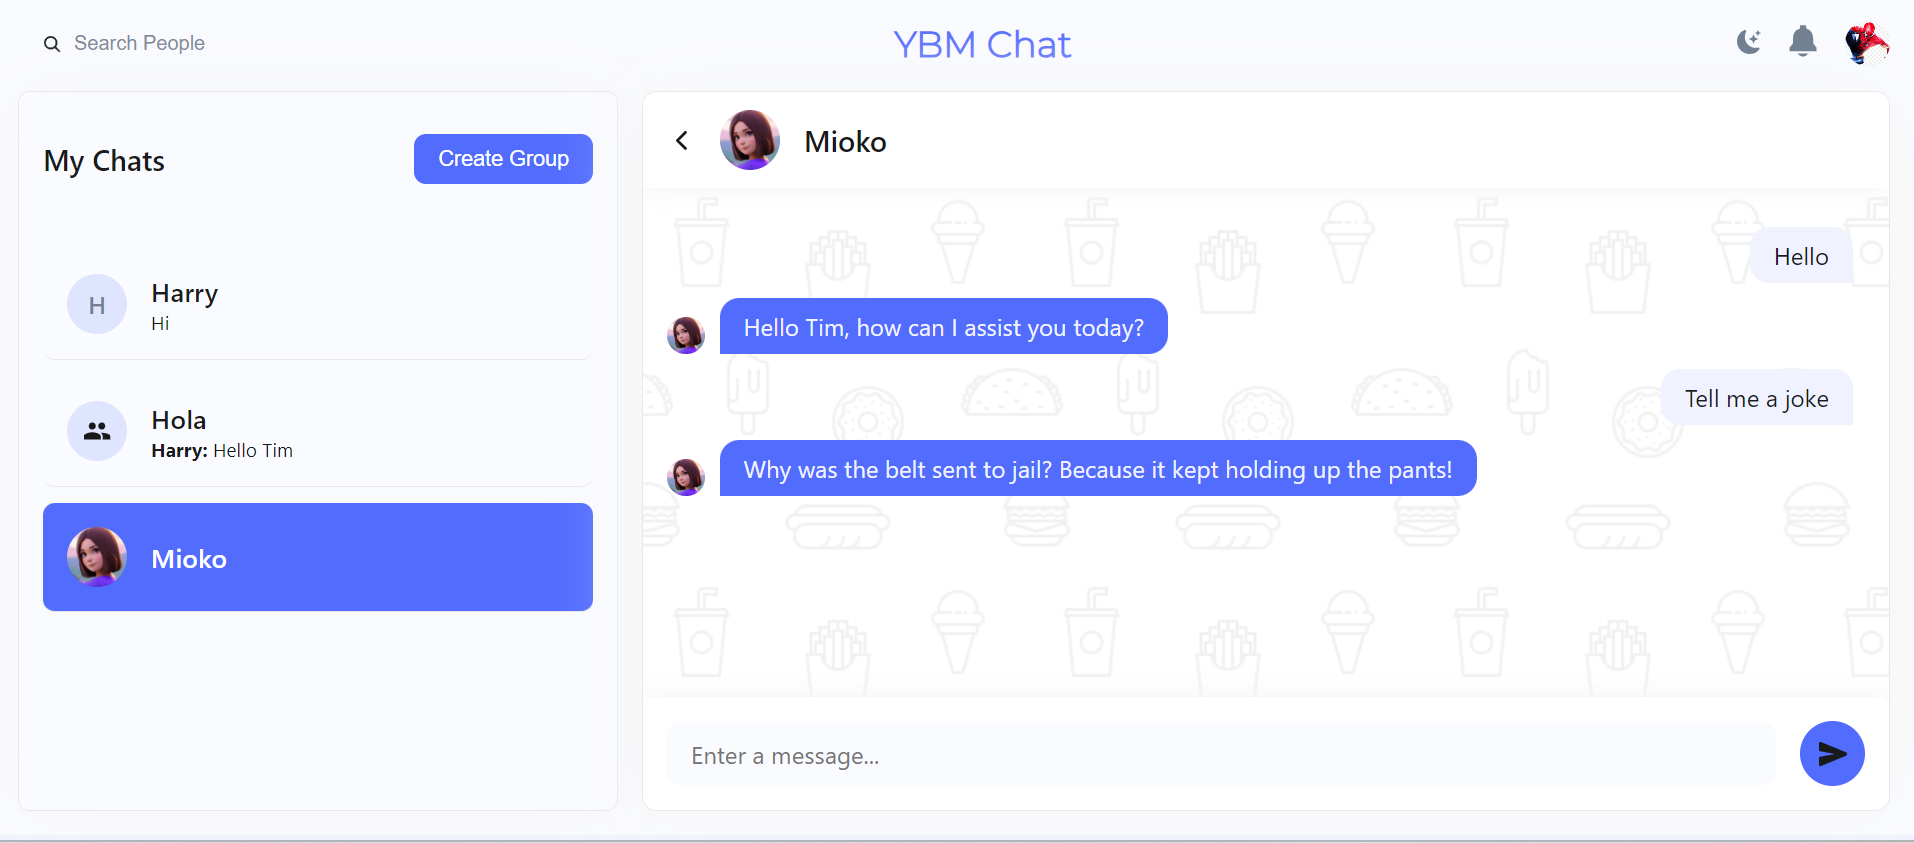 Search People
YBM Chat
My Chats
Create Group
H
Harry
Hi
Hola
Harry: Hello Tim
Mioko
Mioko
Hello
Hello Tim, how can I assist you today?
Tell me a joke
Why was the belt sent to jail? Because it kept holding up the pants!
Enter a message...